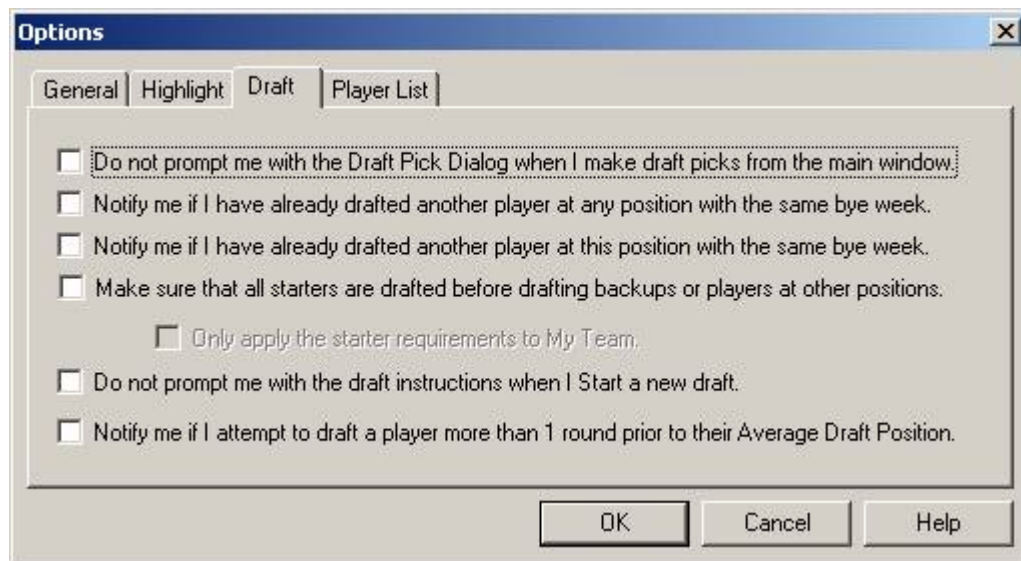 Options
General Highlight Draft Player List
Do not prompt me with the Draft Pick Dialog when I make draft picks from the main window.
Notify me if I have already drafted another player at any position with the same bye week.
Notify me if I have already drafted another player at this position with the same bye week.
Make sure that all starters are drafted before drafting backups or players at other positions.
Only apply the starter requirements to My Team.
Do not prompt me with the draft instructions when I Start a new draft.
Notify me if I attempt to draft a player more than 1 round prior to their Average Draft Position.
OK Cancel Help